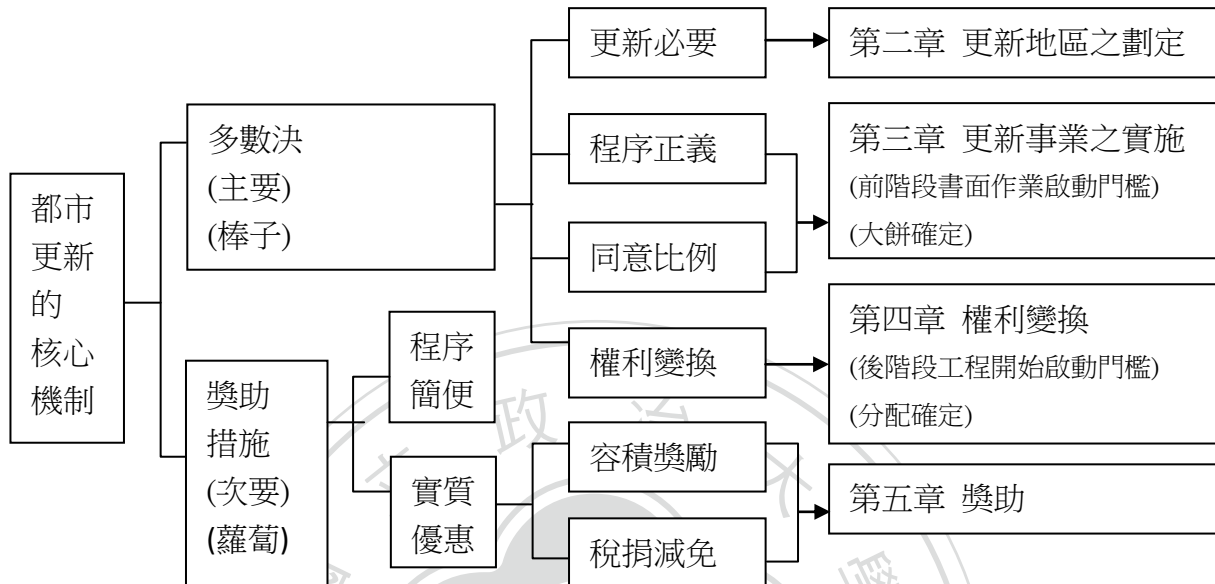 都市
更新
的
核心
機制
多數決
(主要)
(棒子)
獎助
措施
(次要)
(蘿蔔)
程序
簡便
實質
優惠
更新必要
程序正義
同意比例
權利變換
容積獎勵
稅捐減免
第二章 更新地區之劃定
第三章 更新事業之實施
(前階段書面作業啟動門檻)
(大餅確定)
第四章 權利變換
(後階段工程開始啟動門檻)
(分配確定)
第五章 獎助
政
治
大
學